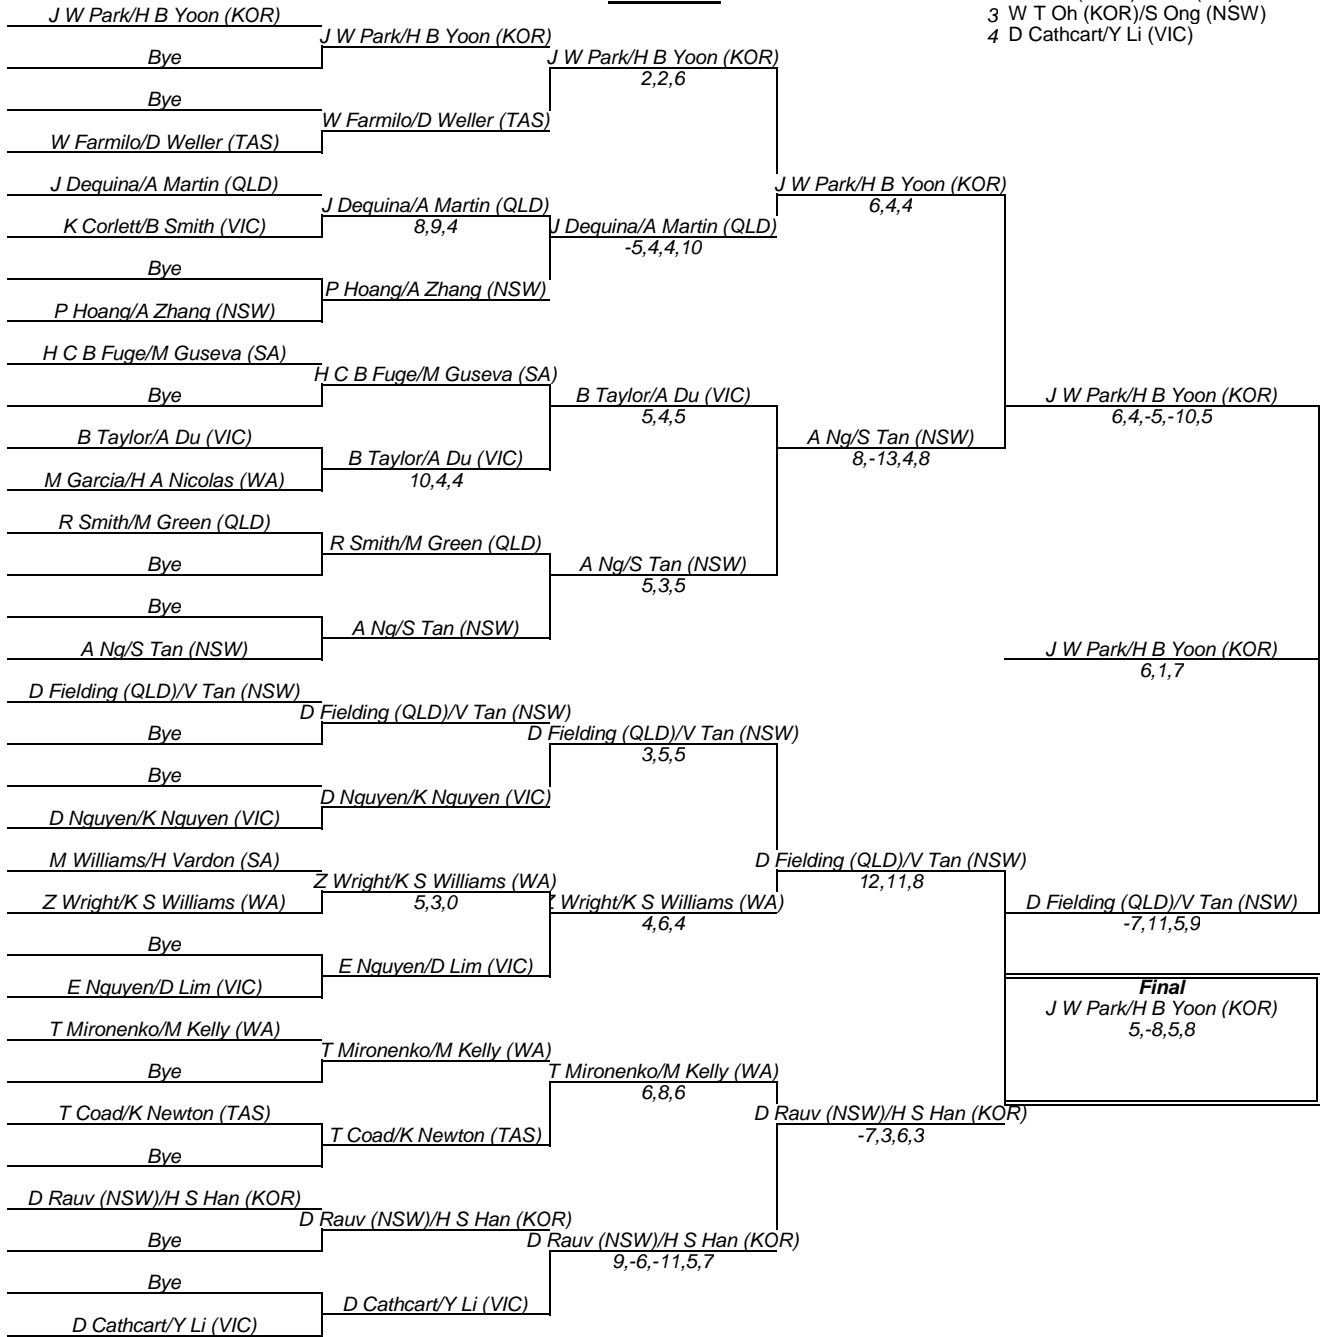 3 W T Oh (KOR)/S Ong (NSW)
4 D Cathcart/Y Li (VIC)
J W Park/H B Yoon (KOR)
Bye
Bye
W Farmilo/D Weller (TAS)
J Dequina/A Martin (QLD)
K Corlett/B Smith (VIC)
Bye
P Hoang/A Zhang (NSW)
H C B Fuge/M Guseva (SA)
Bye
B Taylor/A Du (VIC)
M Garcia/H A Nicolas (WA)
R Smith/M Green (QLD)
Bye
Bye
A Ng/S Tan (NSW)
D Fielding (QLD)/V Tan (NSW)
Bye
Bye
D Nguyen/K Nguyen (VIC)
M Williams/H Vardon (SA)
Z Wright/K S Williams (WA)
Bye
E Nguyen/D Lim (VIC)
T Mironenko/M Kelly (WA)
Bye
T Coad/K Newton (TAS)
Bye
D Rauv (NSW)/H S Han (KOR)
Bye
Bye
D Cathcart/Y Li (VIC)
J W Park/H B Yoon (KOR)
W Farmilo/D Weller (TAS)
J Dequina/A Martin (QLD)
8,9,4
P Hoang/A Zhang (NSW)
H C B Fuge/M Guseva (SA)
B Taylor/A Du (VIC)
10,4,4
R Smith/M Green (QLD)
A Ng/S Tan (NSW)
D Fielding (QLD)/V Tan (NSW)
D Nguyen/K Nguyen (VIC)
Z Wright/K S Williams (WA)
5,3,0
E Nguyen/D Lim (VIC)
T Mironenko/M Kelly (WA)
T Coad/K Newton (TAS)
D Rauv (NSW)/H S Han (KOR)
D Cathcart/Y Li (VIC)
J W Park/H B Yoon (KOR)
2,2,6
J Dequina/A Martin (QLD)
-5,4,4,10
B Taylor/A Du (VIC)
5,4,5
A Ng/S Tan (NSW)
5,3,5
D Fielding (QLD)/V Tan (NSW)
3,5,5
Z Wright/K S Williams (WA)
4,6,4
T Mironenko/M Kelly (WA)
6,8,6
D Rauv (NSW)/H S Han (KOR)
9,-6,-11,5,7
J W Park/H B Yoon (KOR)
6,4,4
A Ng/S Tan (NSW)
8,-13,4,8
D Fielding (QLD)/V Tan (NSW)
12,11,8
D Rauv (NSW)/H S Han (KOR)
-7,3,6,3
J W Park/H B Yoon (KOR)
6,4,-5,-10,5
J W Park/H B Yoon (KOR)
6,1,7
D Fielding (QLD)/V Tan (NSW)
-7,11,5,9
Final
J W Park/H B Yoon (KOR)
5,-8,5,8